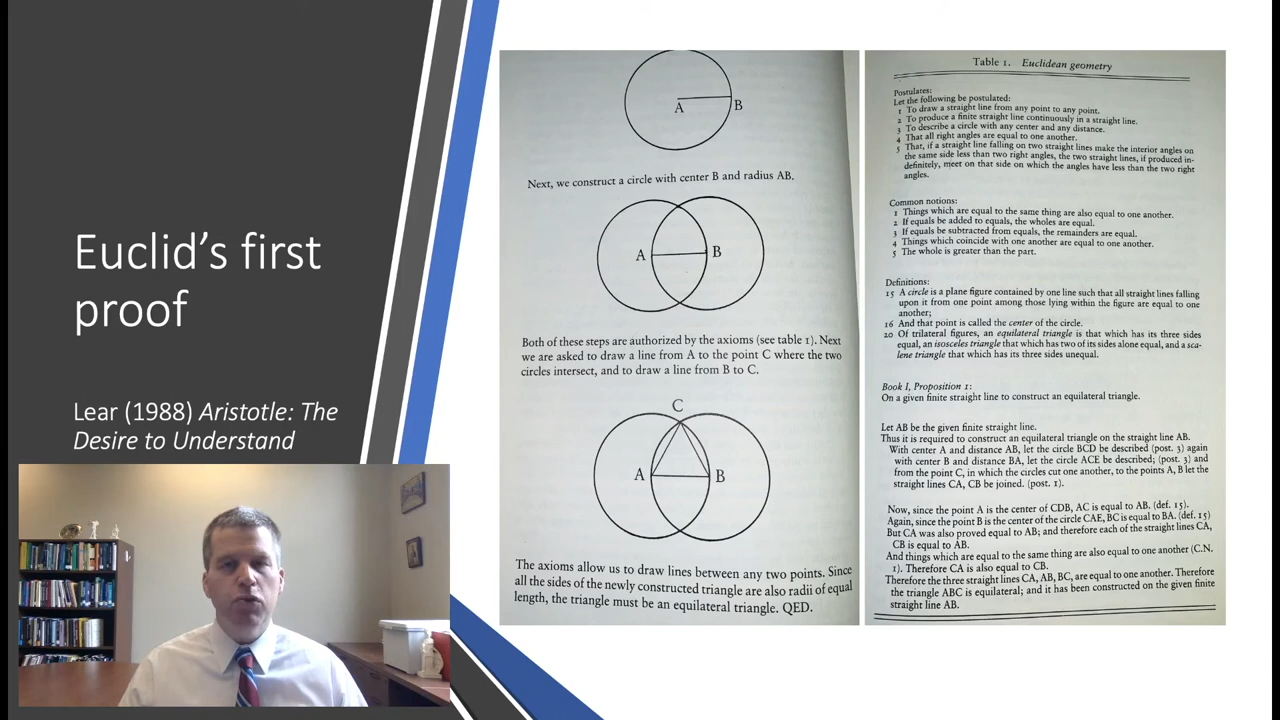 Euclid's first
proof
Lear (1988) Aristotle: The
Desire to Understand
A
B
Next, we construct a circle with center B and radius AB.
A
B
Both of these steps are authorized by the axioms (see table 1). Next
we are asked to draw a line from A to the point C where the two
circles intersect, and to draw a line from B to C.
C
A
B
The axioms allow us to draw lines between any two points. Since
all the sides of the newly constructed triangle are also radii of equal
length, the triangle must be an equilateral triangle. QED.
Table 1. Euclidean geometry
Postulates:
Let the following be postulated:
1 To draw a straight line from any point to any point.
2 To produce a finite straight line continuously in a straight line.
3 To describe a circle with any center and any distance.
4 That all right angles are equal to one another.
5 That, if a straight line falling on two straight lines make the interior angles on
the same side less than two right angles, the two straight lines, if produced in-
definitely, meet on that side on which the angles have less than the two right
angles.
Common notions:
1 Things which are equal to the same thing are also equal to one another.
2 If equals be added to equals, the wholes are equal.
3 If equals be subtracted from equals, the remainders are equal.
4 Things which coincide with one another are equal to one another.
5 The whole is greater than the part.
Definitions:
15 A circle is a plane figure contained by one line such that all straight lines falling
upon it from one point among those lying within the figure are equal to one
another;
16 And that point is called the center of the circle.
20 Of trilateral figures, an equilateral triangle is that which has its three sides
equal, an isosceles triangle that which has two of its sides alone equal, and a sca-
lene triangle that which has its three sides unequal.
Book I, Proposition 1:
On a given finite straight line to construct an equilateral triangle.
Let AB be the given finite straight line.
Thus it is required to construct an equilateral triangle on the straight line AB.
With center A and distance AB, let the circle BCD be described (post. 3) again
with center B and distance BA, let the circle ACE be described; (post. 3) and
from the point C, in which the circles cut one another, to the points A, B let the
straight lines CA, CB be joined. (post. 1).
Now, since the point A is the center of CDB, AC is equal to AB. (def. 15).
Again, since the point B is the center of the circle CAE, BC is equal to BA. (def. 15)
But CA was also proved equal to AB; and therefore each of the straight lines CA,
CB is equal to AB.
And things which are equal to the same thing are also equal to one another (C.N.
1). Therefore CA is also equal to CB.
Therefore the three straight lines CA, AB, BC, are equal to one another. Therefore
the triangle ABC is equilateral; and it has been constructed on the given finite
straight line AB.